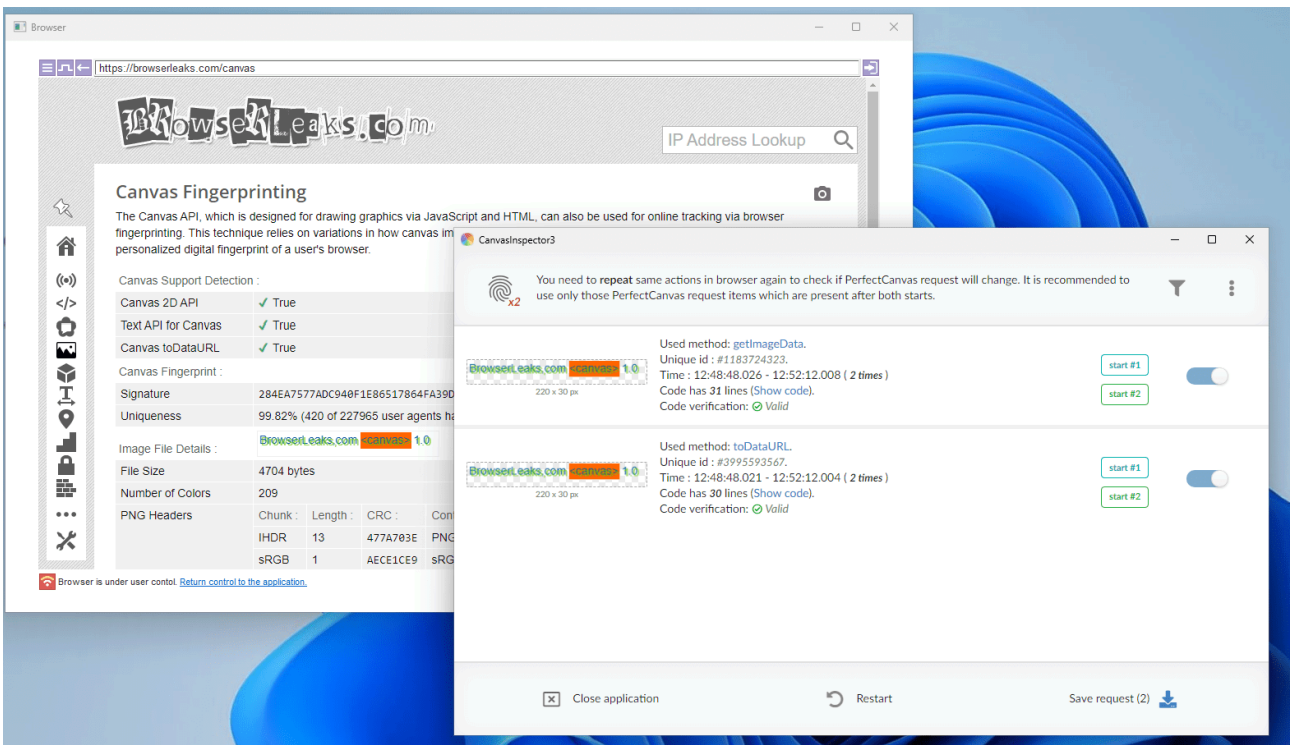 Browser
https://browserleaks.com/canvas
BRowseRLeaks.com
IP Address Lookup
Canvas Fingerprinting
The Canvas API, which is designed for drawing graphics via JavaScript and HTML, can also be used for online tracking via browser
fingerprinting. This technique relies on variations in how canvas im
personalized digital fingerprint of a user's browser.
Canvas Support Detection :
Canvas 2D API ✓ True
Text API for Canvas ✓ True
Canvas toDataURL ✓ True
Canvas Fingerprint :
Signature 284EA7577ADC940F1E86517864FA39D
Uniqueness 99.82% (420 of 227965 user agents ha
Image File Details : BrowserLeaks,com <canvas> 1.0
File Size 4704 bytes
Number of Colors 209
PNG Headers Chunk : Length : CRC : Con
IHDR 13 477A703E PNG
sRGB 1 AECE1CE9 sRG
Browser is under user contol. Return control to the application.
CanvasInspector3
x2
You need to repeat same actions in browser again to check if PerfectCanvas request will change. It is recommended to
use only those PerfectCanvas request items which are present after both starts.
BrowserLeaks,com <canvas> 1.0
220 x 30 px
Used method: getImageData.
Unique id : #1183724323.
Time : 12:48:48.026 - 12:52:12.008 ( 2 times )
Code has 31 lines (Show code).
Code verification: Valid
start #1
start #2
BrowserLeaks,com <canvas> 1.0
220 x 30 px
Used method: toDataURL.
Unique id : #3995593567.
Time : 12:48:48.021 - 12:52:12.004 ( 2 times )
Code has 30 lines (Show code).
Code verification: Valid
start #1
start #2
Close application
Restart
Save request (2)